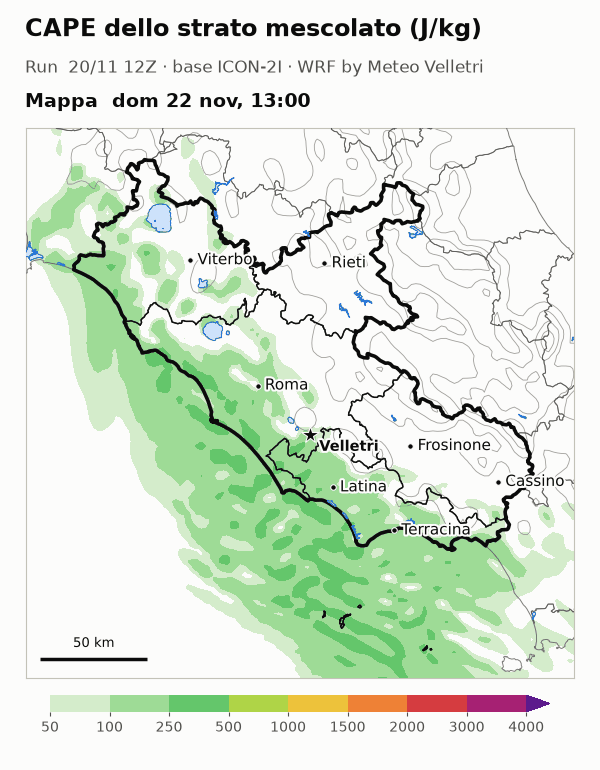 CAPE dello strato mescolato (J/kg)
Run  20/11 12Z · base ICON-2I · WRF by Meteo Velletri
Mappa  dom 22 nov, 13:00
Viterbo
Rieti
Roma
Velletri
Frosinone
Cassino
Latina
Terracina
50 km
50 100 250 500 1000 1500 2000 3000 4000